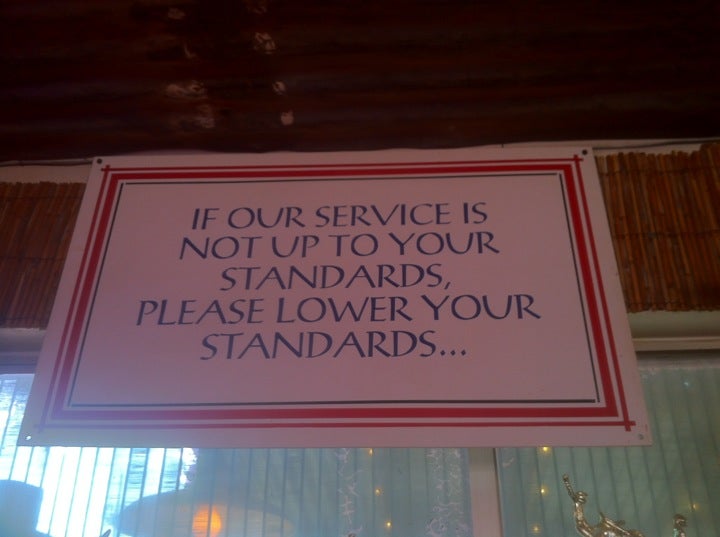 IF OUR SERVICE IS
NOT UP TO YOUR
STANDARDS,
PLEASE LOWER YOUR
STANDARDS...